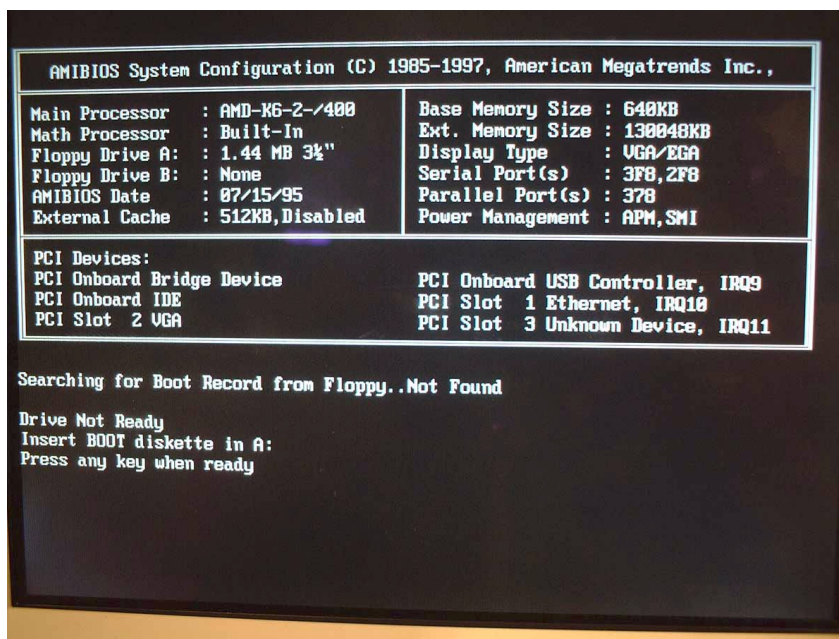 AMIBIOS System Configuration (C) 1985-1997, American Megatrends Inc.,
Main Processor : AMD-K6-2-/400
Math Processor : Built-In
Floppy Drive A: : 1.44 MB 3½"
Floppy Drive B: : None
AMIBIOS Date : 07/15/95
External Cache : 512KB,Disabled
Base Memory Size : 640KB
Ext. Memory Size : 130048KB
Display Type : VGA/EGA
Serial Port(s) : 3F8,2F8
Parallel Port(s) : 378
Power Management : APM,SMI
PCI Devices:
PCI Onboard Bridge Device
PCI Onboard IDE
PCI Slot 2 VGA
PCI Onboard USB Controller, IRQ9
PCI Slot 1 Ethernet, IRQ10
PCI Slot 3 Unknown Device, IRQ11
Searching for Boot Record from Floppy..Not Found
Drive Not Ready
Insert BOOT diskette in A:
Press any key when ready